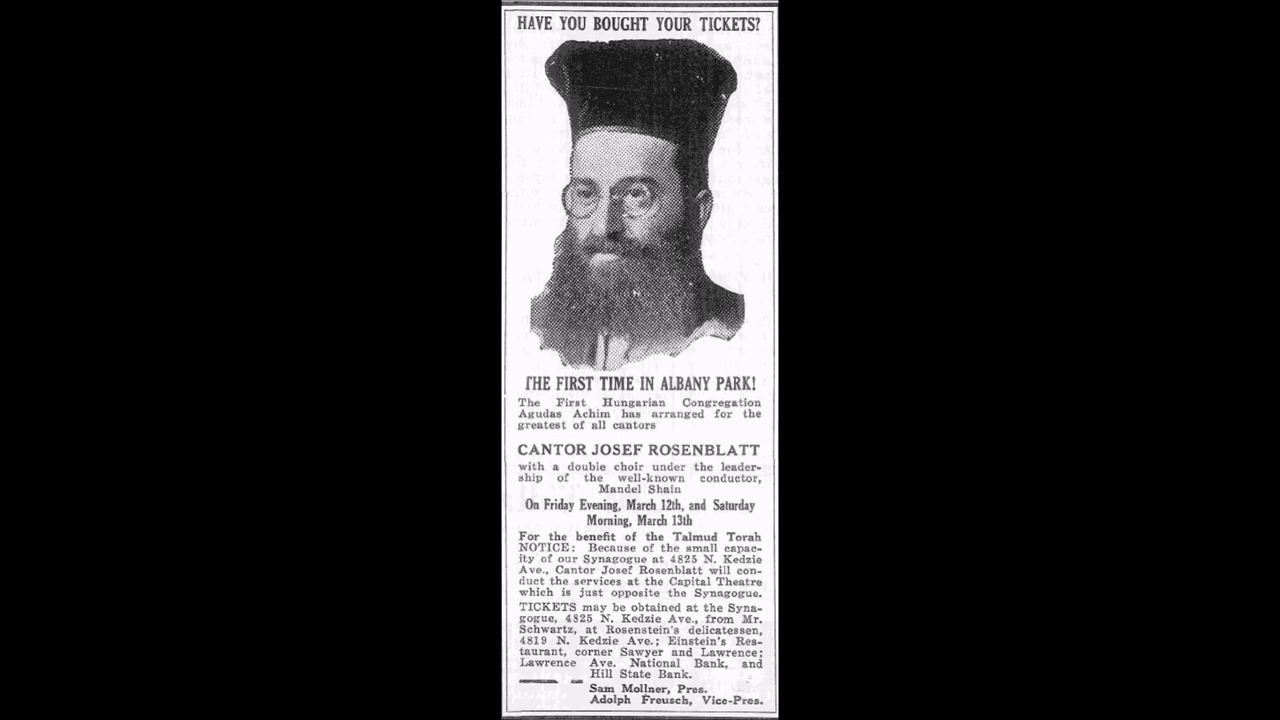 HAVE YOU BOUGHT YOUR TICKETS?
THE FIRST TIME IN ALBANY PARK!
The First Hungarian Congregation
Agudas Achim has arranged for the
greatest of all cantors
CANTOR JOSEF ROSENBLATT
with a double choir under the leader-
ship of the well-known conductor,
Mandel Shain
On Friday Evening, March 12th, and Saturday
Morning, March 13th
For the benefit of the Talmud Torah
NOTICE: Because of the small capac-
ity of our Synagogue at 4825 N. Kedzie
Ave., Cantor Josef Rosenblatt will con-
duct the services at the Capital Theatre
which is just opposite the Synagogue.
TICKETS may be obtained at the Syna-
gogue, 4825 N. Kedzie Ave., from Mr.
Schwartz, at Rosenstein's delicatessen,
4819 N. Kedzie Ave.; Einstein's Res-
taurant, corner Sawyer and Lawrence;
Lawrence Ave. National Bank, and
Hill State Bank.
Sam Mollner, Pres.
Adolph Freusch, Vice-Pres.